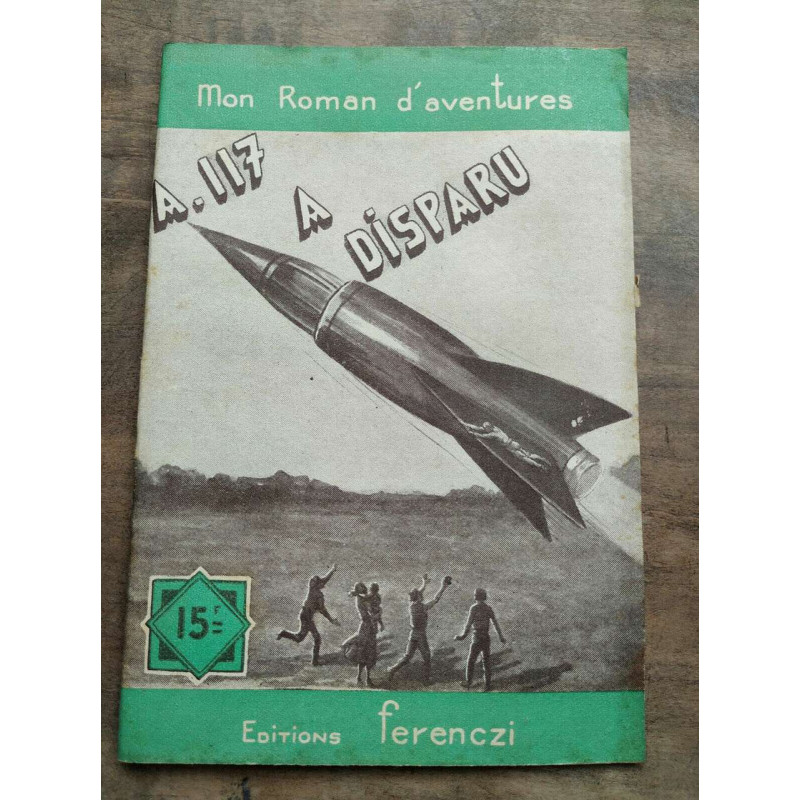 Mon Roman d'aventures
A.117
A
DISPARU
15F
Editions ferenczi